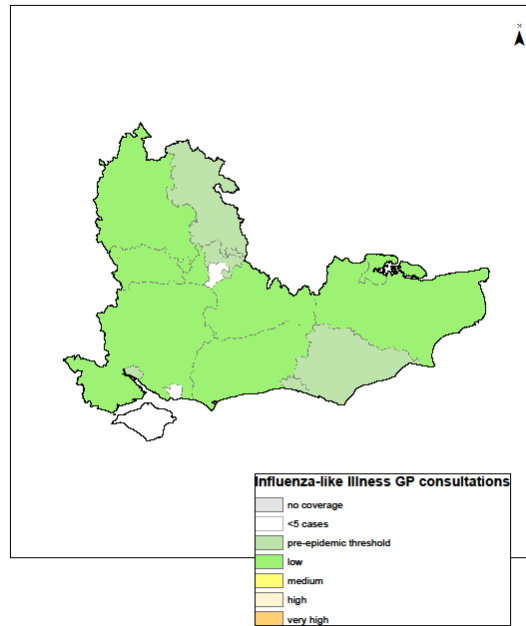 N
Influenza-like Illness GP consultations
no coverage
<5 cases
pre-epidemic threshold
low
medium
high
very high